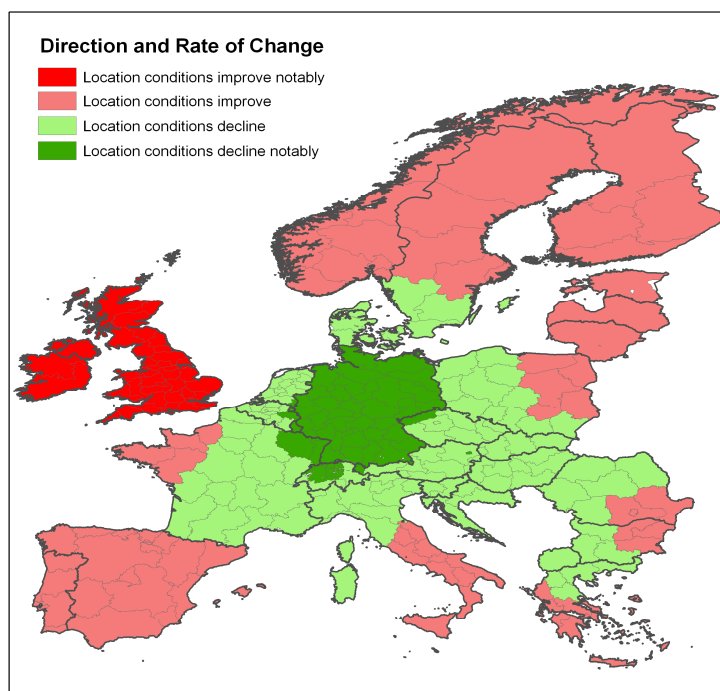 Direction and Rate of Change
Location conditions improve notably
Location conditions improve
Location conditions decline
Location conditions decline notably